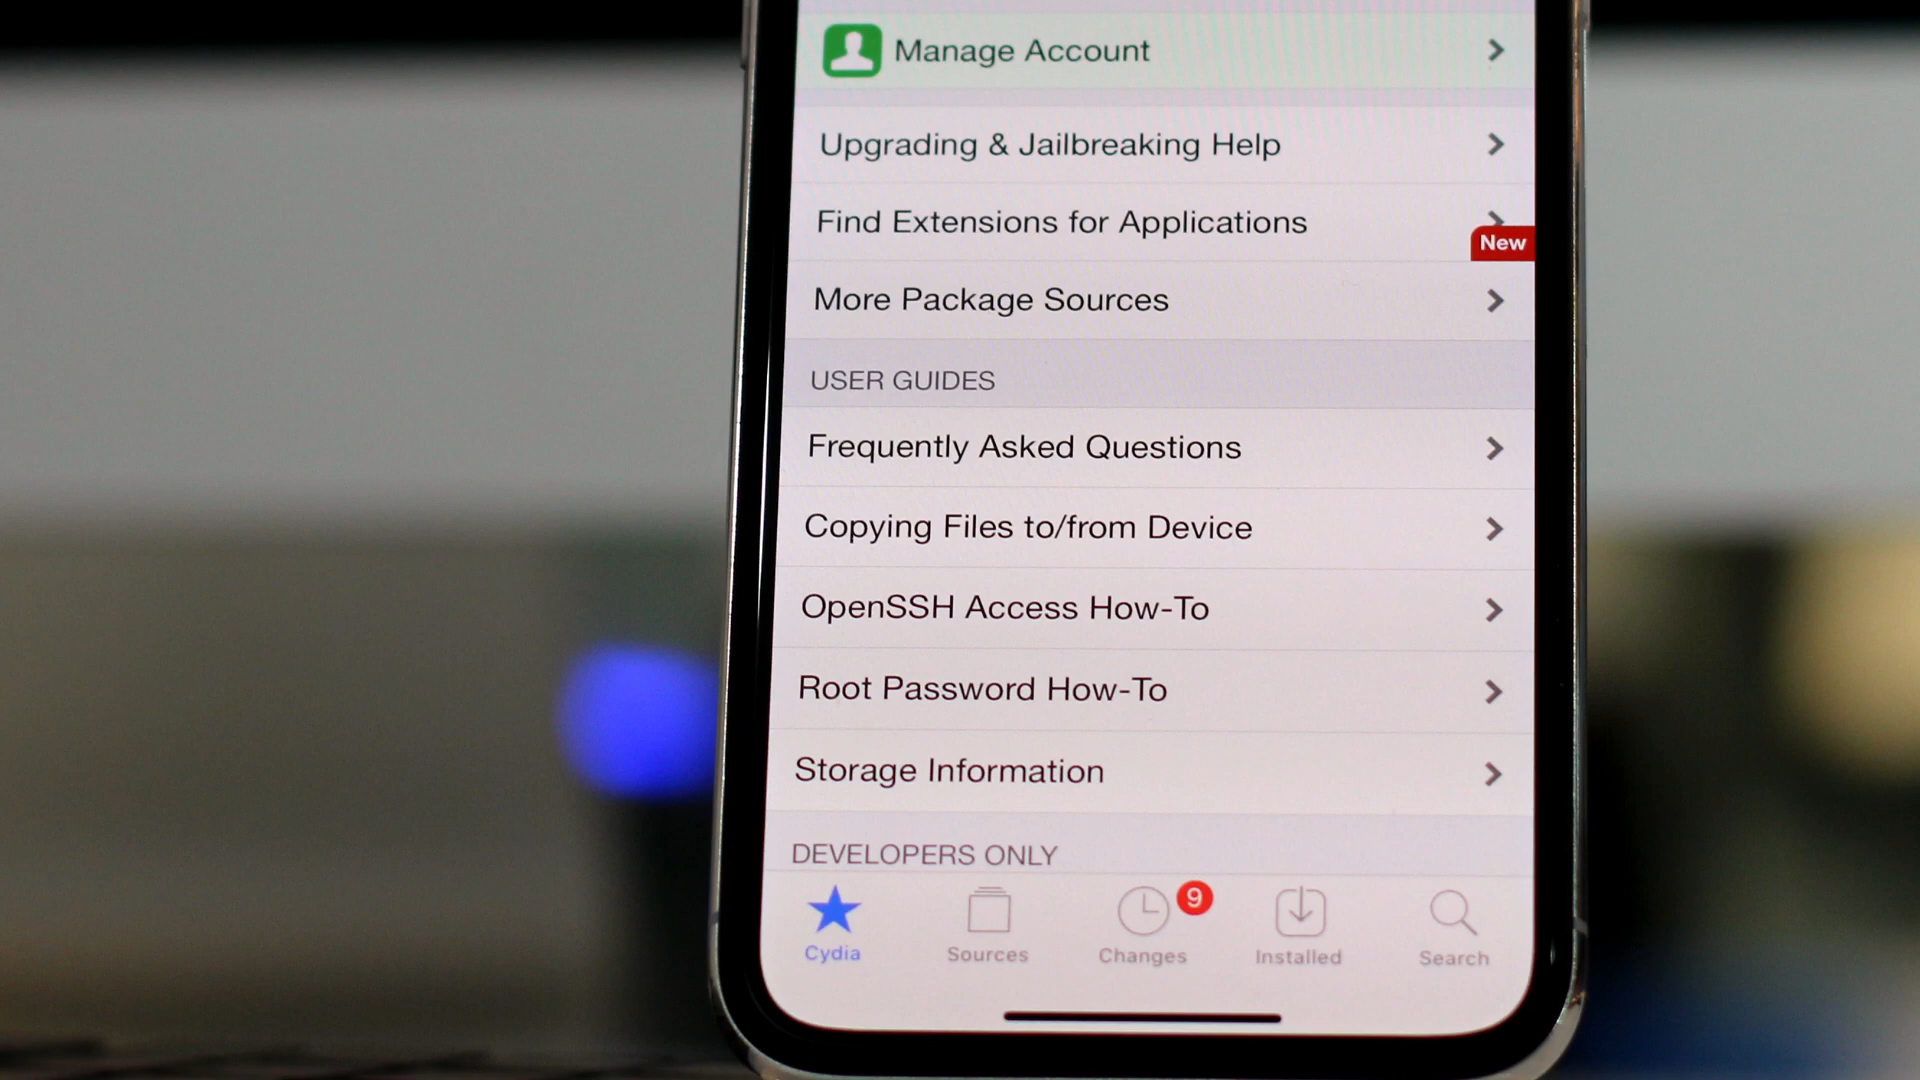 Manage Account
Upgrading & Jailbreaking Help
Find Extensions for Applications
New
More Package Sources
USER GUIDES
Frequently Asked Questions
Copying Files to/from Device
OpenSSH Access How-To
Root Password How-To
Storage Information
DEVELOPERS ONLY
9
Cydia Sources Changes Installed Search